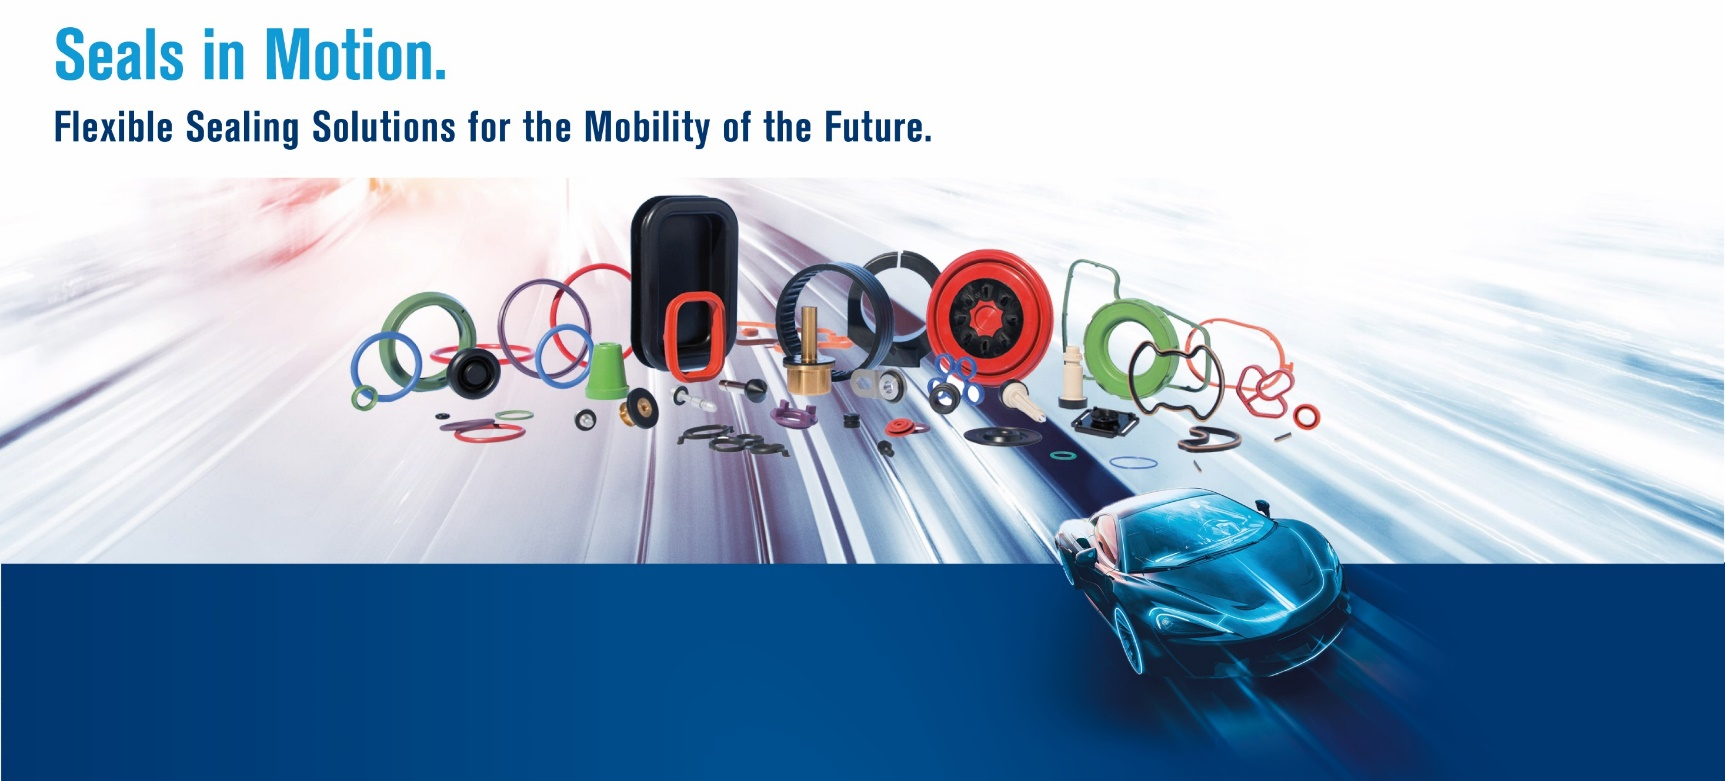 Seals in Motion.
Flexible Sealing Solutions for the Mobility of the Future.